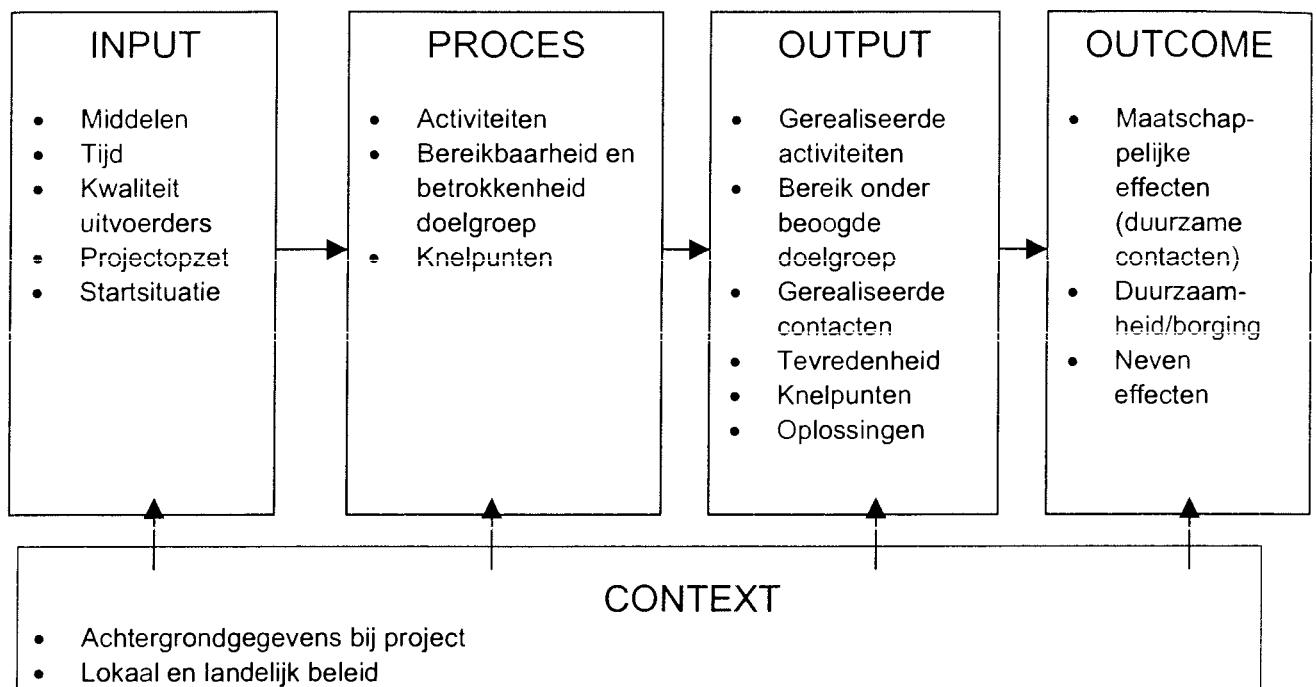 INPUT
• Middelen
• Tijd
• Kwaliteit
uitvoerders
• Projectopzet
• Startsituatie
PROCES
• Activiteiten
• Bereikbaarheid en
betrokkenheid
doelgroep
• Knelpunten
OUTPUT
• Gerealiseerde
activiteiten
• Bereik onder
beoogde
doelgroep
• Gerealiseerde
contacten
• Tevredenheid
• Knelpunten
• Oplossingen
OUTCOME
• Maatschap-
pelijke
effecten
(duurzame
contacten)
• Duurzaam-
heid/borging
• Neven
effecten
CONTEXT
• Achtergrondgegevens bij project
• Lokaal en landelijk beleid